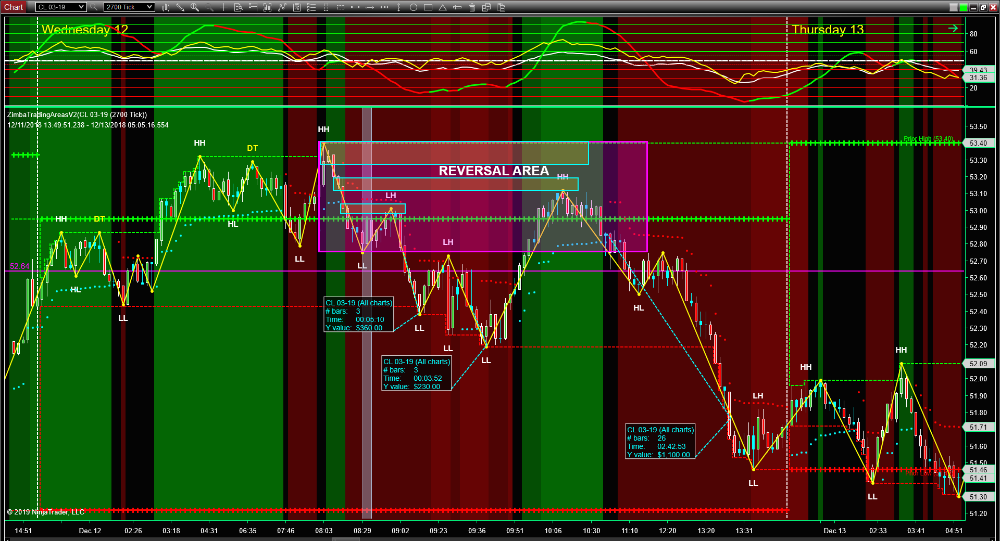 Chart
CL 03-19
2700 Tick
Wednesday 12
Thursday 13
80
60
39.43
31.36
20
ZimbaTradingAreasV2(CL 03-19 (2700 Tick))
12/11/2018 13:49:51.238 - 12/13/2018 05:05:16.554
53.50
HH
Prior High (53.40)
53.40
HH
DT
53.30
REVERSAL AREA
53.20
HH
53.10
LH
53.00
HH
DT
HL
52.90
LH
52.80
LL
52.70
LL
52.64
52.60
HL
52.50
CL 03-19 (All charts)
# bars: 3
Time: 00:05:10
Y value: $360.00
HL
52.40
LL
52.30
LL
52.20
LL
LL
CL 03-19 (All charts)
# bars: 3
Time: 00:03:52
Y value: $230.00
HH
52.09
HH
52.00
LH
51.90
51.80
CL 03-19 (All charts)
# bars: 26
Time: 02:42:53
Y value: $1,100.00
51.71
51.60
51.50
51.46
Prior Low
51.41
LL
LL
51.30
© 2019 NinjaTrader, LLC
51.20
14:51
Dec 12
02:26
03:18
04:31
06:35
07:46
08:03
08:29
09:02
09:23
09:36
09:51
10:06
10:30
11:10
12:20
13:20
13:31
Dec 13
02:33
03:41
04:51